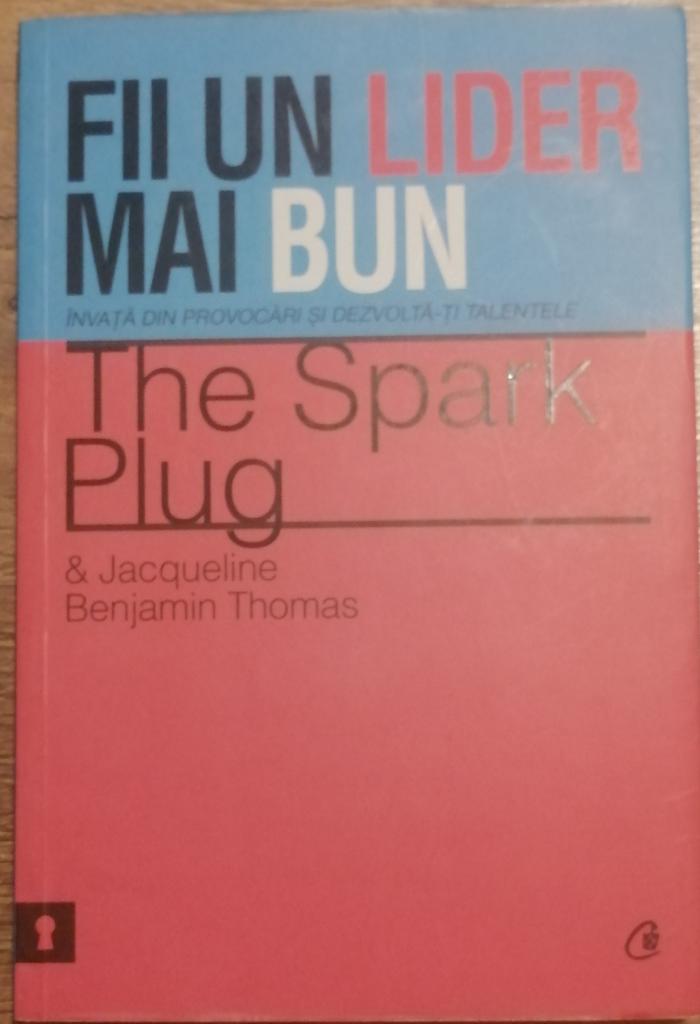 FII UN LIDER
MAI BUN
ÎNVAȚĂ DIN PROVOCĂRI ȘI DEZVOLTĂ-ȚI TALENTELE
The Spark
Plug
& Jacqueline
Benjamin Thomas